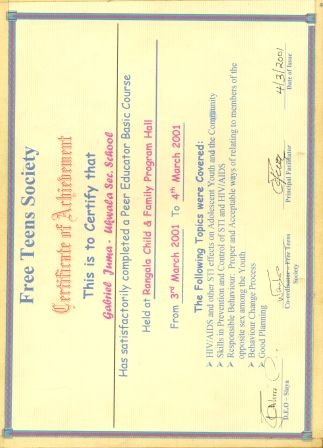 Free Teens Society
Certificate of Achievement
This is to Certify that
Gabriel Juma - Ukwala Sec. School
Has satisfactorily completed a Peer Educator Basic Course
Held at Rangala Child & Family Program Hall
From 3rd March 2001 To 4th March 2001
The Following Topics were Covered:
➢ HIV/AIDS and other STI effects on Adolescent Youth and the Community
➢ Skills in Prevention and Control of STI and HIV/AIDS
➢ Responsible Behaviour: Proper and Acceptable ways of relating to members of the
opposite sex among the Youth
➢ Behaviour Change Process
➢ Good Planning
4/3/2001
D.E.O - Siaya
Co-ordinator – Free Teens
Society
Principal Facilitator
Date of Issue